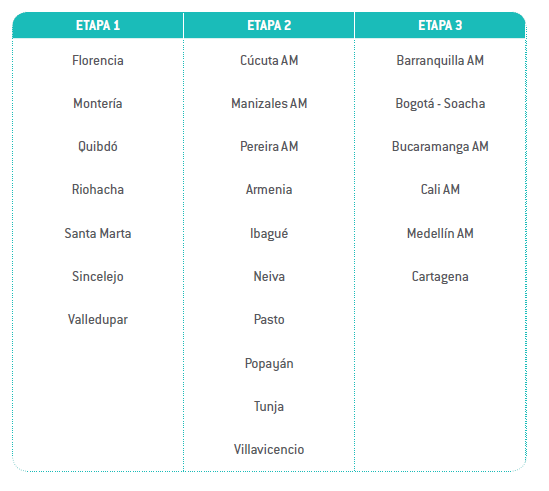 ETAPA 1 ETAPA 2 ETAPA 3
Florencia Cúcuta AM Barranquilla AM
Montería Manizales AM Bogotá - Soacha
Quibdó Pereira AM Bucaramanga AM
Riohacha Armenia Cali AM
Santa Marta Ibagué Medellín AM
Sincelejo Neiva Cartagena
Valledupar Pasto
Popayán
Tunja
Villavicencio